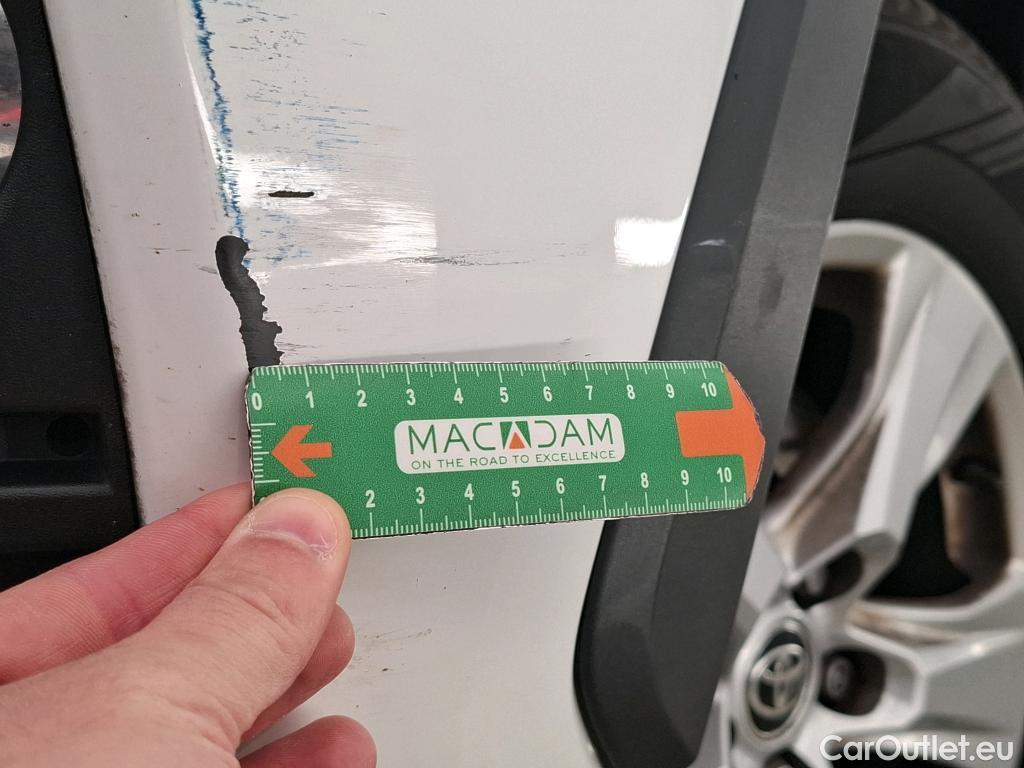 0 1 2 3 4 5 6 7 8 9 10
MACADAM
ON THE ROAD TO EXCELLENCE
2 3 4 5 6 7 8 9 10
CarOutlet.eu